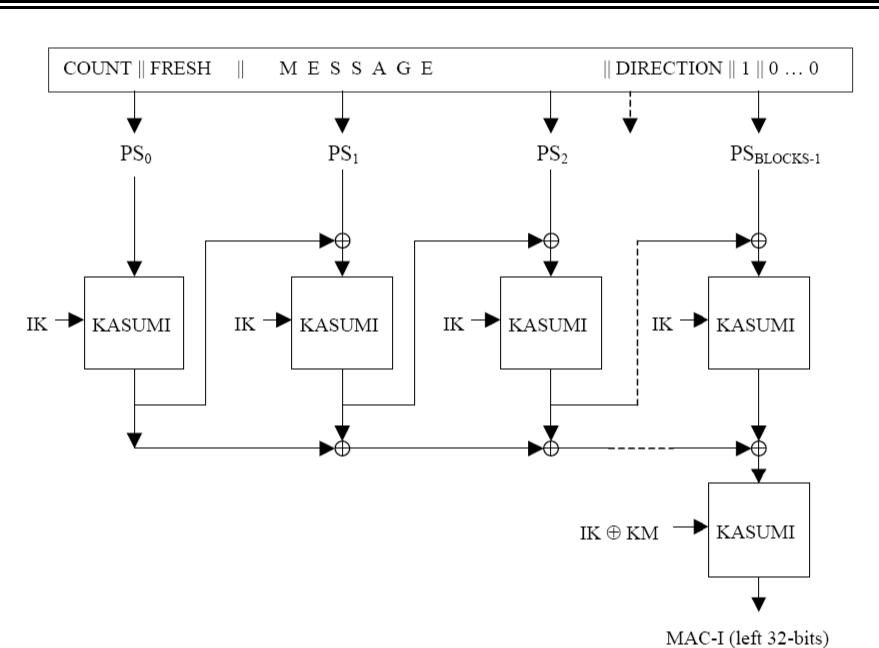 COUNT || FRESH || M E S S A G E || DIRECTION || 1 || 0 … 0
PS₀ PS₁ PS₂ PS_BLOCKS-1
IK KASUMI IK KASUMI IK KASUMI IK KASUMI
IK ⊕ KM KASUMI
MAC-I (left 32-bits)